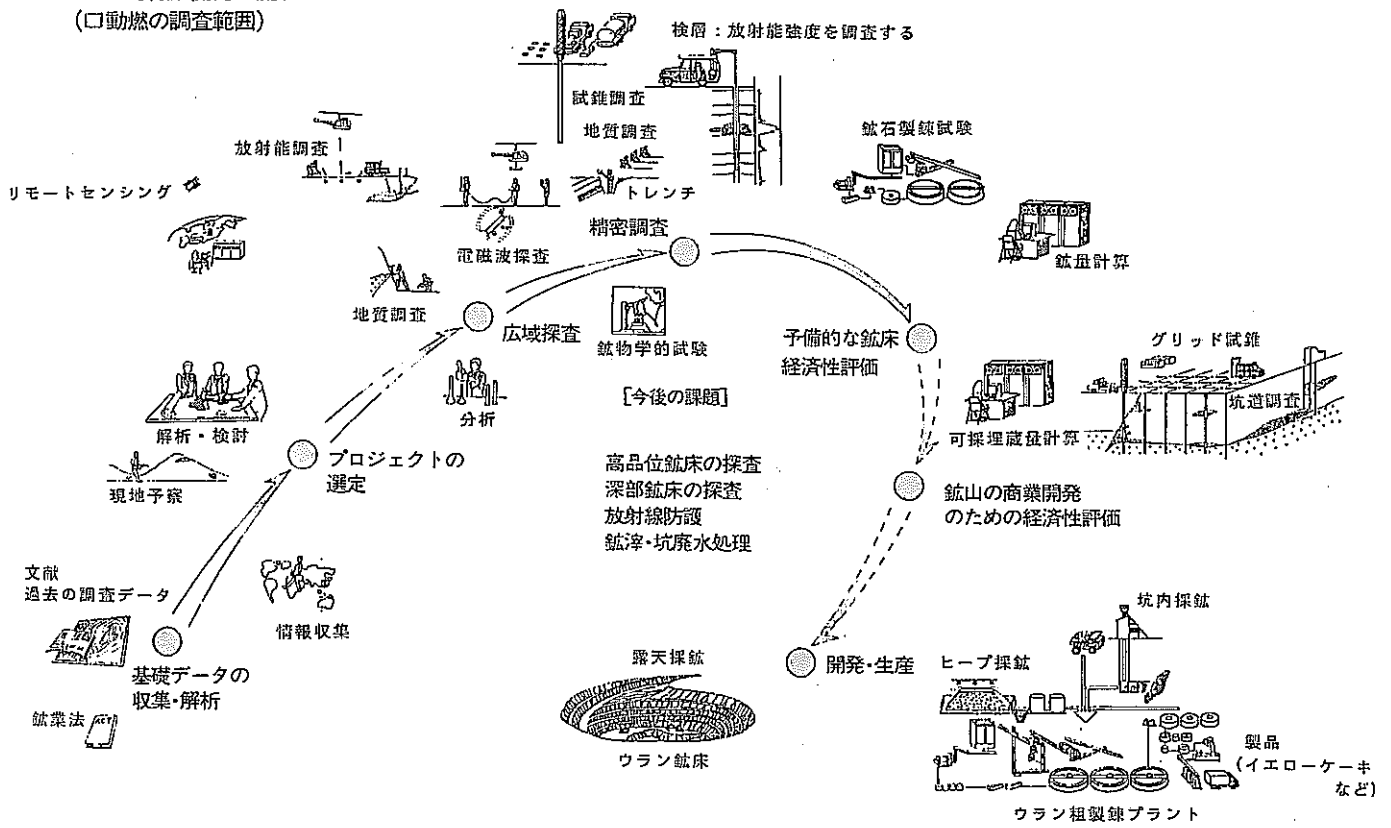 (口動燃の調査範囲)
検層：放射能強度を調査する
試錐調査
地質調査
鉱石製錬試験
放射能調査
リモートセンシング
トレンチ
精密調査
電磁波探査
鉱量計算
地質調査
広域探査
鉱物学的試験
予備的な鉱床
経済性評価
グリッド試錐
坑道調査
分析
[今後の課題]
解析・検討
可採埋蔵量計算
プロジェクトの
選定
高品位鉱床の探査
深部鉱床の探査
放射線防護
鉱滓・坑廃水処理
現地予察
鉱山の商業開発
のための経済性評価
文献
過去の調査データ
情報収集
坑内採鉱
基礎データの
収集・解析
露天採鉱
開発・生産
ヒープ採鉱
鉱業法
ACT
ウラン鉱床
製品
(イエローケーキ
など)
ウラン粗製錬プラント